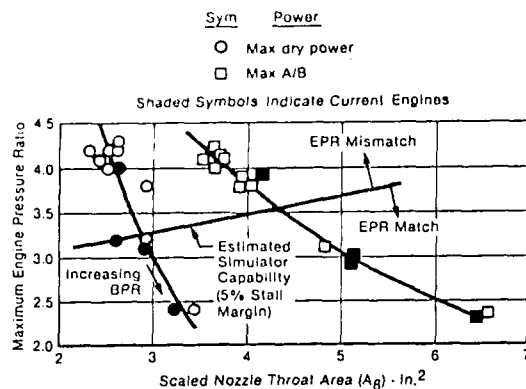 Sym Power
Max dry power
Max A/B
Shaded Symbols Indicate Current Engines
Maximum Engine Pressure Ratio
4 5
4.0
3.5
3.0
2.5
2.0
EPR Mismatch
EPR Match
Estimated
Simulator
Capability
(5% Stall
Margin)
Increasing
BPR
2 3 4 5 6 7
Scaled Nozzle Throat Area (A8) - In.2